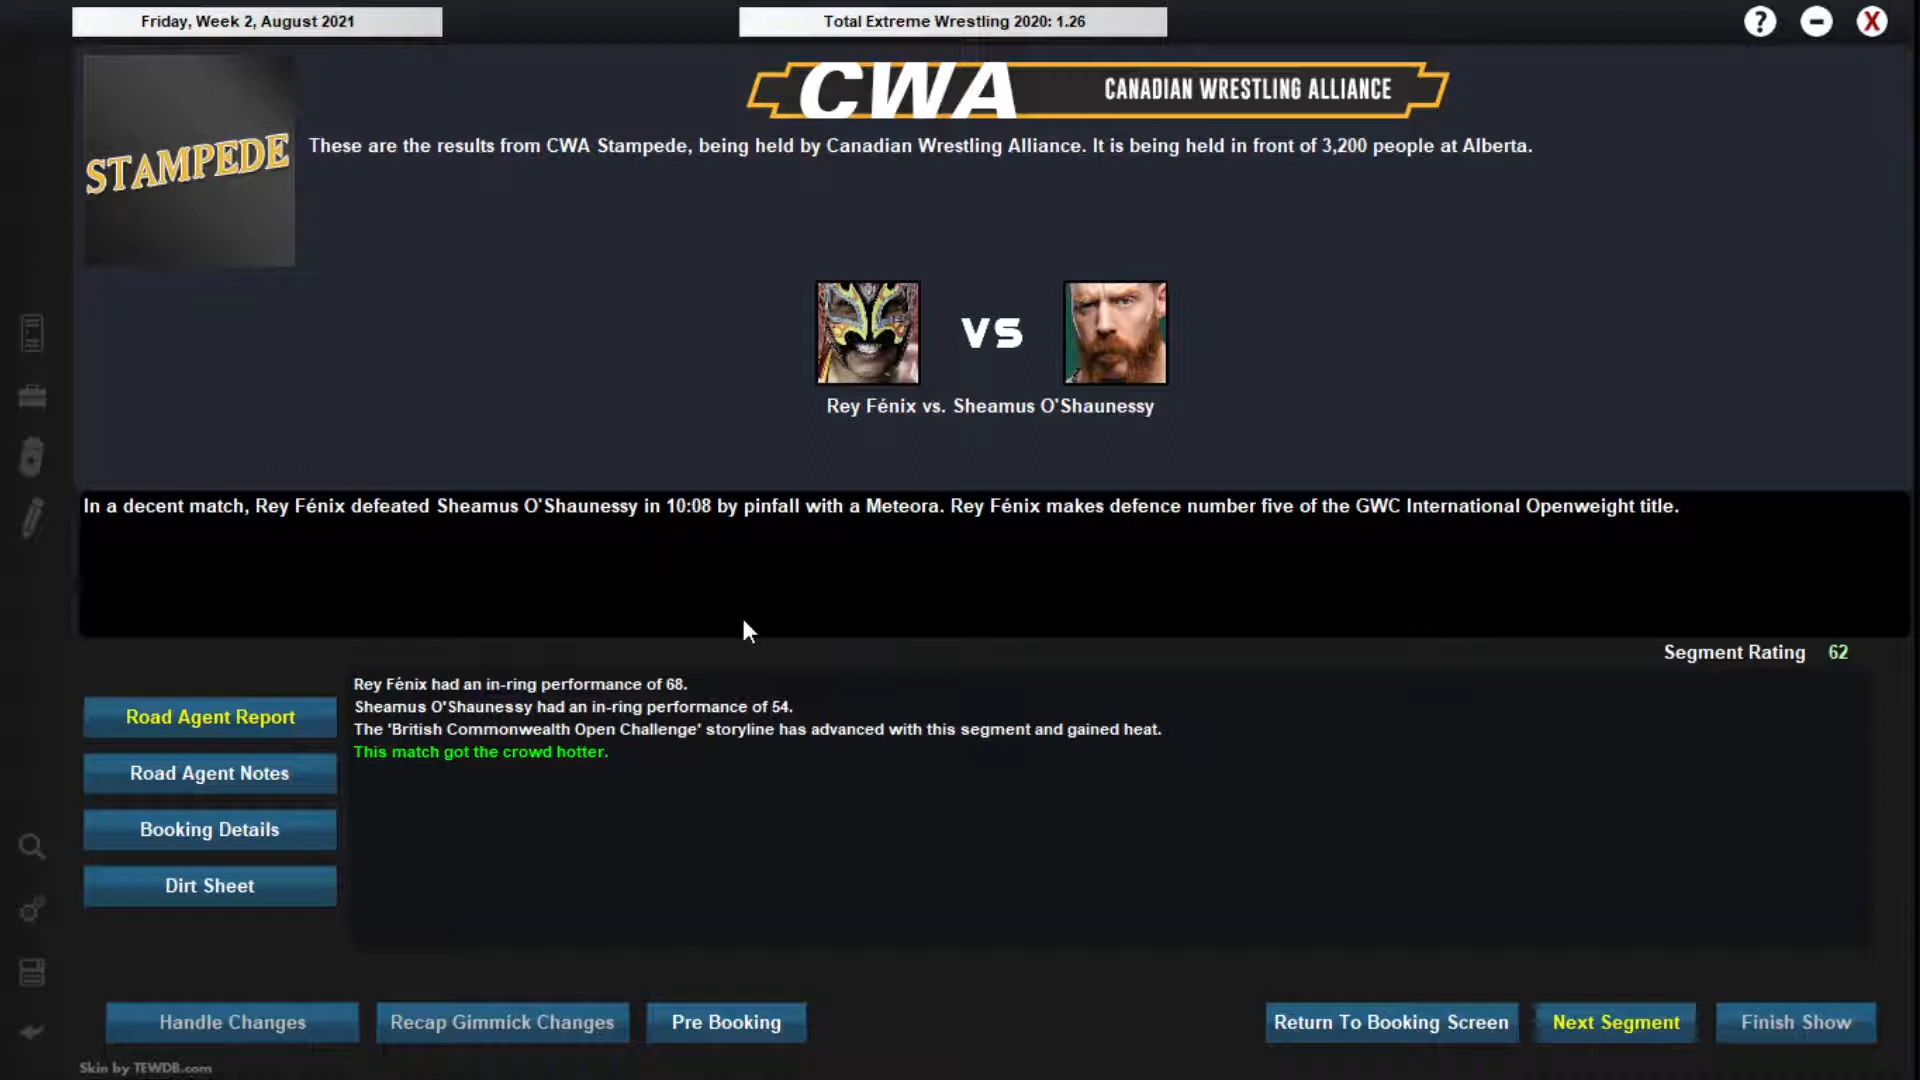 Friday, Week 2, August 2021
Total Extreme Wrestling 2020: 1.26
?
X
CWA CANADIAN WRESTLING ALLIANCE
STAMPEDE
These are the results from CWA Stampede, being held by Canadian Wrestling Alliance. It is being held in front of 3,200 people at Alberta.
VS
Rey Fénix vs. Sheamus O'Shaunessy
In a decent match, Rey Fénix defeated Sheamus O'Shaunessy in 10:08 by pinfall with a Meteora. Rey Fénix makes defence number five of the GWC International Openweight title.
Segment Rating 62
Rey Fénix had an in-ring performance of 68.
Sheamus O'Shaunessy had an in-ring performance of 54.
The 'British Commonwealth Open Challenge' storyline has advanced with this segment and gained heat.
This match got the crowd hotter.
Road Agent Report
Road Agent Notes
Booking Details
Dirt Sheet
Handle Changes
Recap Gimmick Changes
Pre Booking
Return To Booking Screen
Next Segment
Finish Show
Skin by TEWDB.com